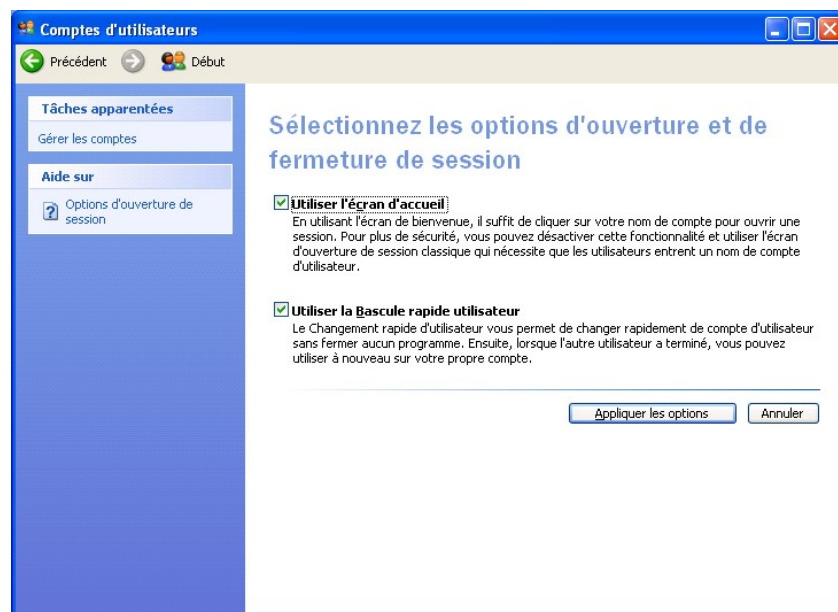 Comptes d'utilisateurs
Précédent Début
Tâches apparentées
Gérer les comptes
Aide sur
Options d'ouverture de
session
Sélectionnez les options d'ouverture et de
fermeture de session
Utiliser l'écran d'accueil
En utilisant l'écran de bienvenue, il suffit de cliquer sur votre nom de compte pour ouvrir une
session. Pour plus de sécurité, vous pouvez désactiver cette fonctionnalité et utiliser l'écran
d'ouverture de session classique qui nécessite que les utilisateurs entrent un nom de compte
d'utilisateur.
Utiliser la Bascule rapide utilisateur
Le Changement rapide d'utilisateur vous permet de changer rapidement de compte d'utilisateur
sans fermer aucun programme. Ensuite, lorsque l'autre utilisateur a terminé, vous pouvez
utiliser à nouveau sur votre propre compte.
Appliquer les options Annuler